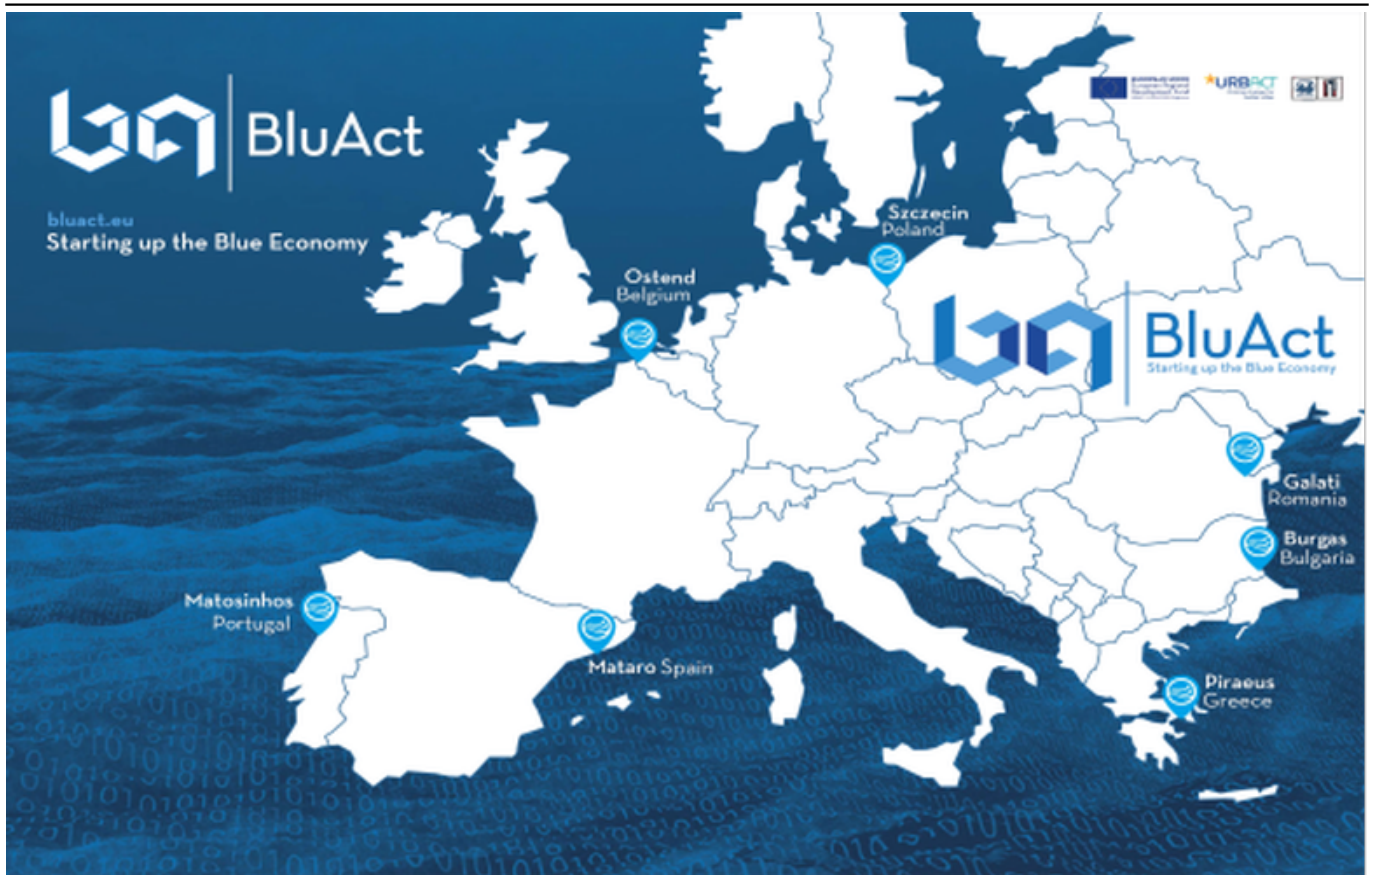 BluAct
bluact.eu
Starting up the Blue Economy
URBACT
Szczecin
Poland
Ostend
Belgium
BluAct
Starting up the Blue Economy
Galati
Romania
Burgas
Bulgaria
Matosinhos
Portugal
Mataro Spain
Piraeus
Greece